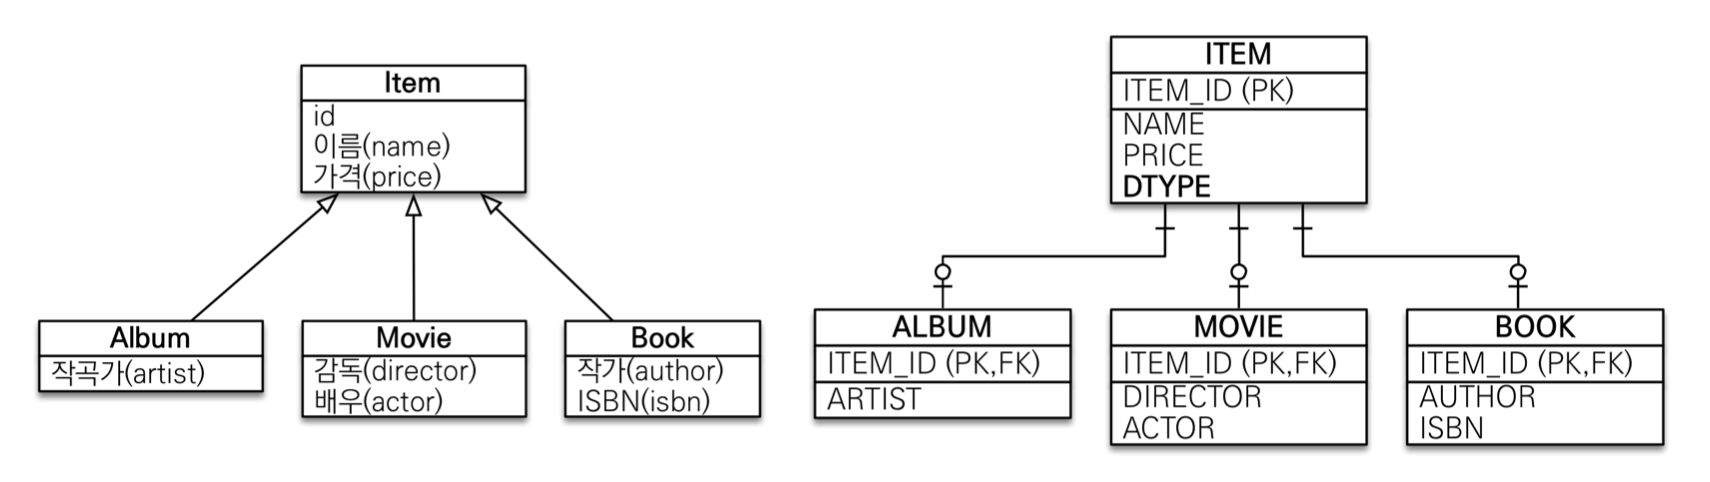 Item
id
이름(name)
가격(price)
Album
작곡가(artist)
Movie
감독(director)
배우(actor)
Book
작가(author)
ISBN(isbn)
ITEM
ITEM_ID (PK)
NAME
PRICE
DTYPE
ALBUM
ITEM_ID (PK,FK)
ARTIST
MOVIE
ITEM_ID (PK,FK)
DIRECTOR
ACTOR
BOOK
ITEM_ID (PK,FK)
AUTHOR
ISBN